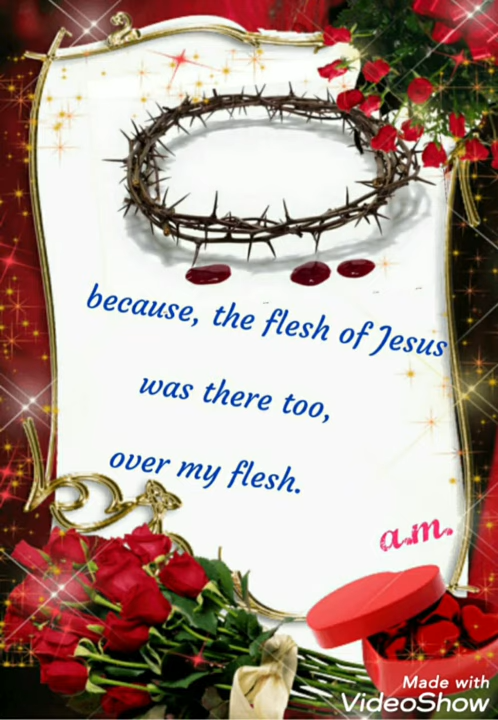 because, the flesh of Jesus
was there too,
over my flesh.
a.m.
Made with
VideoShow